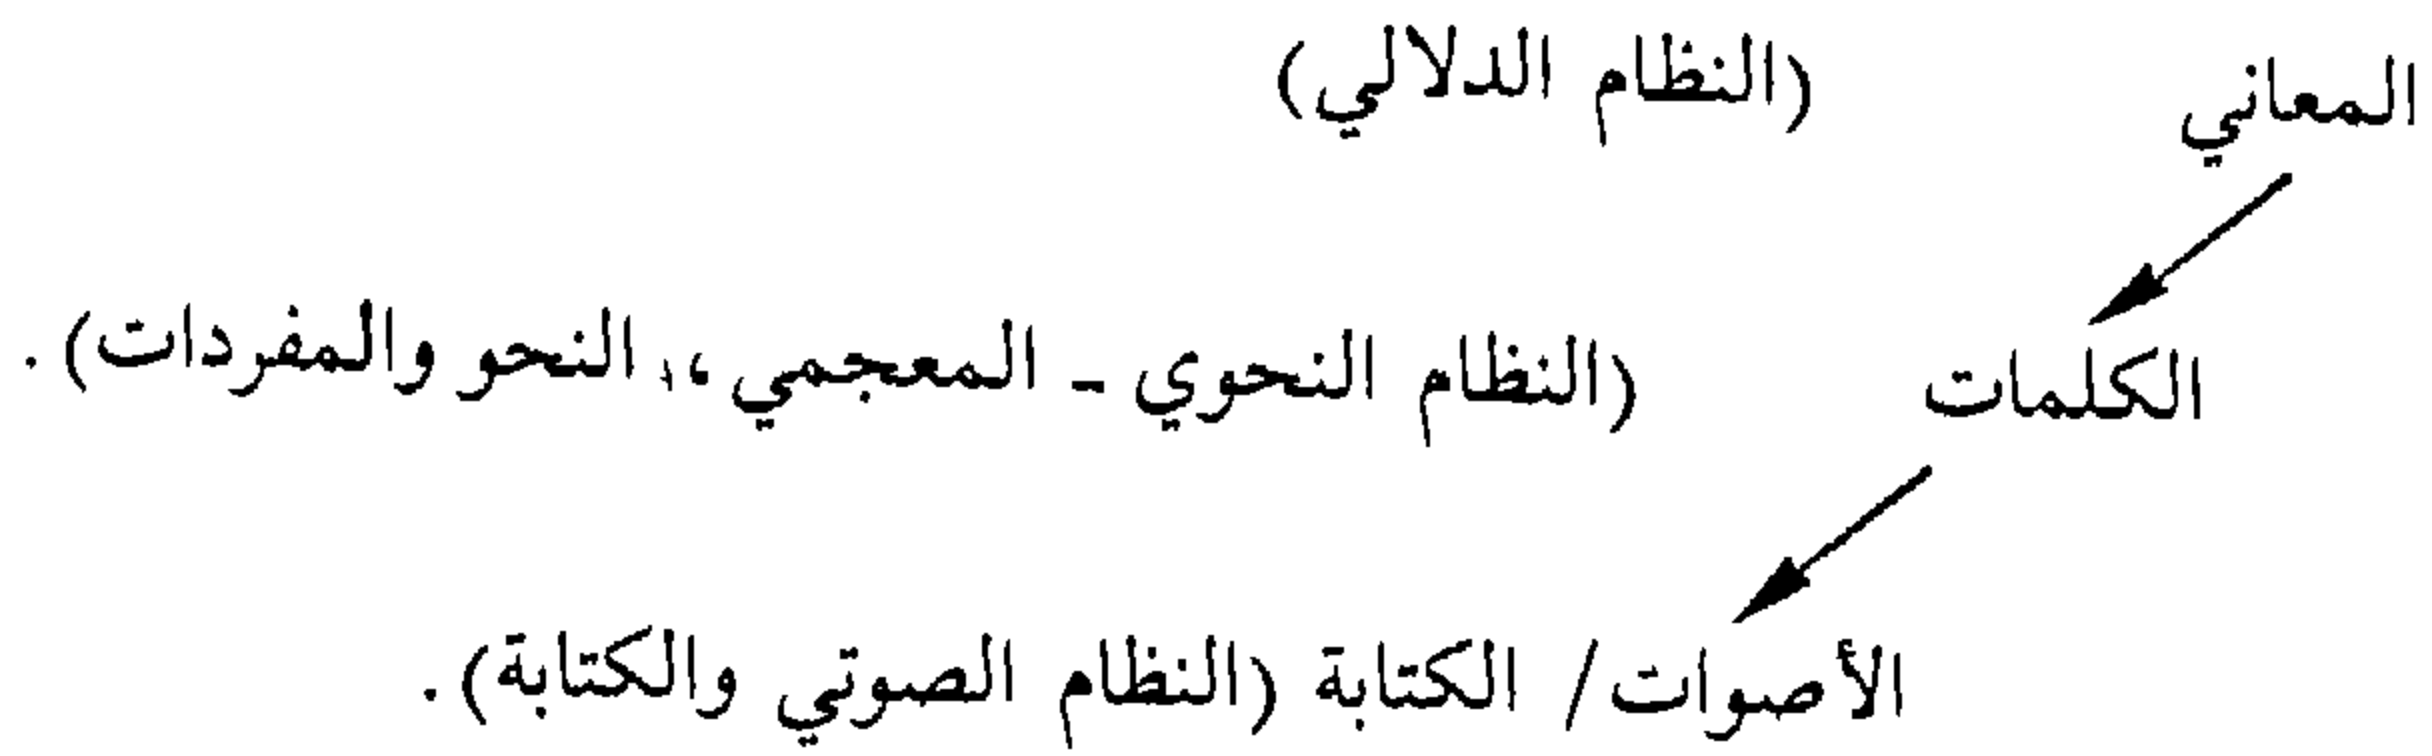 المعاني (النظام الدلالي)
الكلمات (النظام النحوي - المعجمي،، النحو والمفردات).
الأصوات/ الكتابة (النظام الصوتي والكتابة).